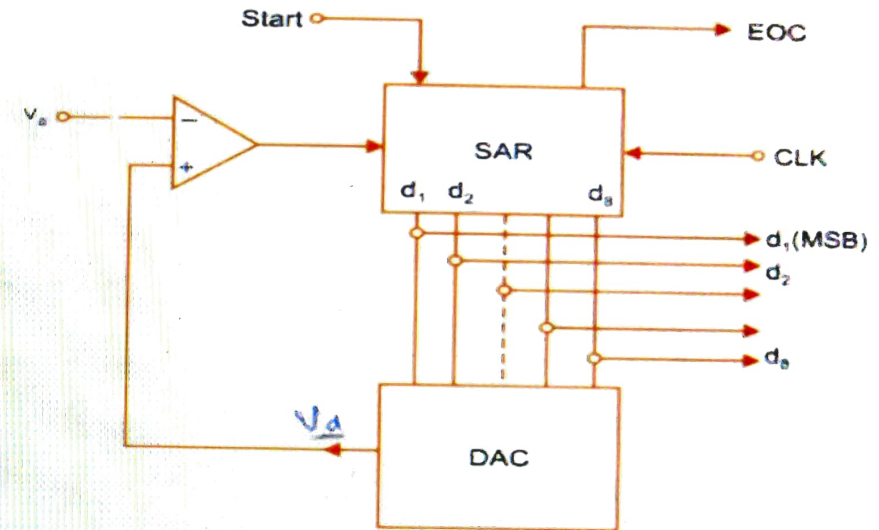 Start
EOC
vₐ
−
+
SAR
CLK
d₁ d₂ d₈
d₁(MSB)
d₂
d₈
Vd
DAC